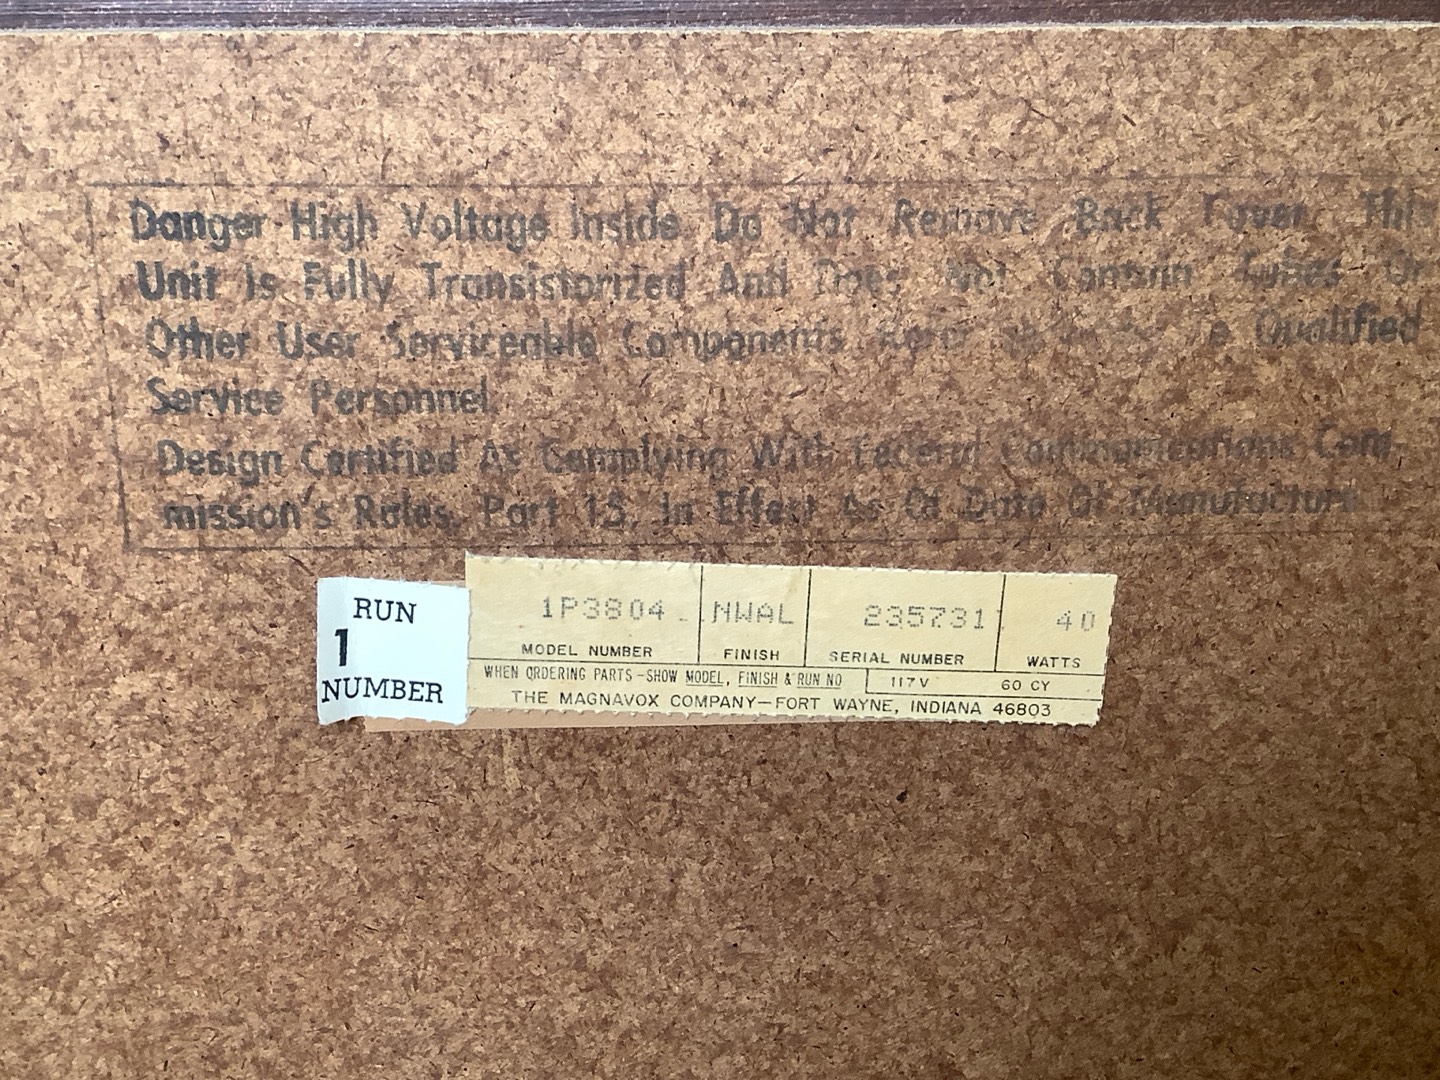 Danger High Voltage Inside. Do Not Remove Back Cover. This
Unit Is Fully Transistorized And Does Not Contain Tubes Or
Other User Serviceable Components. Refer Qualified
Service Personnel.
Design Certified As Complying With Federal Communications Com-
mission's Rules, Part 15, In Effect As Of Date Of Manufacture
RUN
1
NUMBER
1P3804 NWAL 235731 40
MODEL NUMBER FINISH SERIAL NUMBER WATTS
WHEN ORDERING PARTS-SHOW MODEL, FINISH & RUN NO 117V 60 CY
THE MAGNAVOX COMPANY—FORT WAYNE, INDIANA 46803